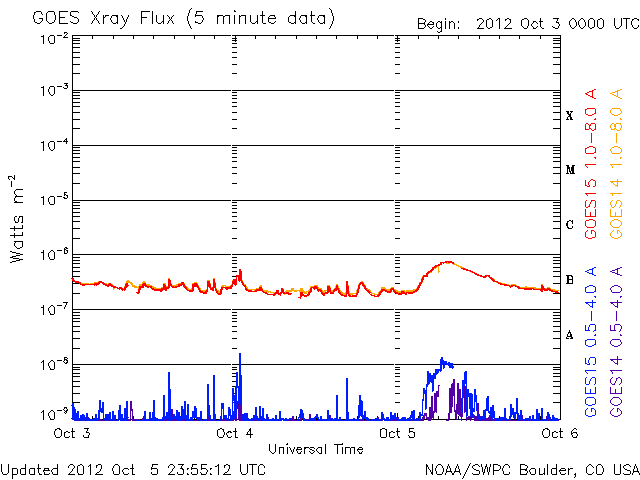 GOES Xray Flux (5 minute data)
Begin: 2012 Oct 3 0000 UTC
10-2
10-3
10-4
10-5
10-6
10-7
10-8
10-9
Watts m-2
X
M
C
B
A
GOES15 1.0-8.0 A
GOES14 1.0-8.0 A
GOES15 0.5-4.0 A
GOES14 0.5-4.0 A
Oct 3
Oct 4
Oct 5
Oct 6
Universal Time
Updated 2012 Oct 5 23:55:12 UTC
NOAA/SWPC Boulder, CO USA